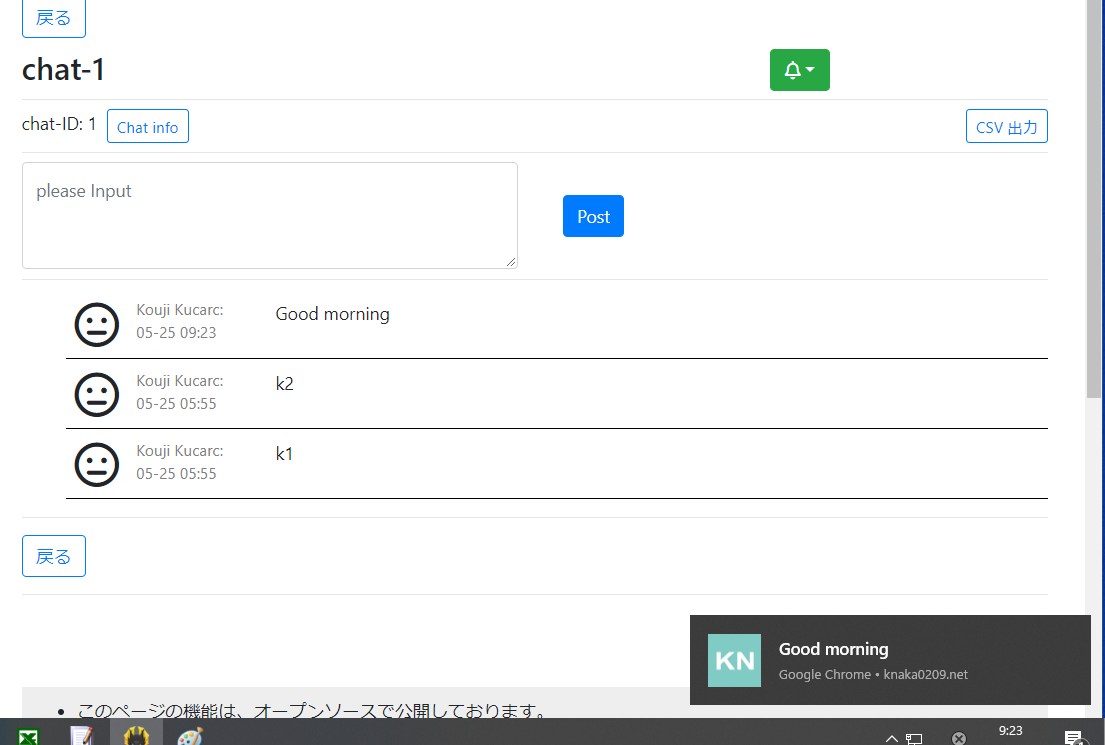 戻る
chat-1
chat-ID: 1 Chat info CSV 出力
please Input
Post
Kouji Kucarc:
05-25 09:23
Good morning
Kouji Kucarc:
05-25 05:55
k2
Kouji Kucarc:
05-25 05:55
k1
戻る
KN
Good morning
Google Chrome • knaka0209.net
• このページの機能は、オープンソースで公開しております。
9:23